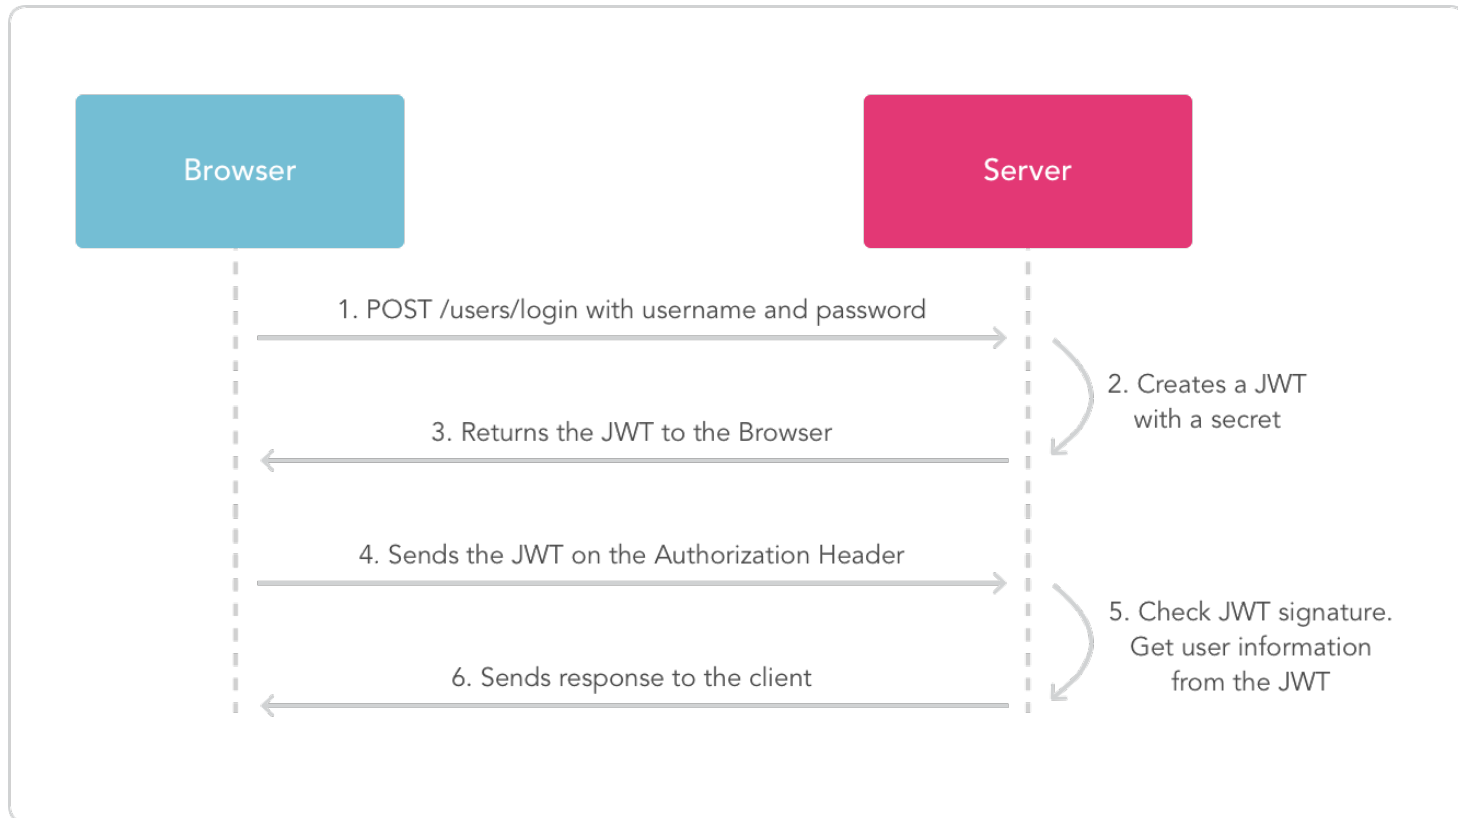 Browser
Server
1. POST /users/login with username and password
2. Creates a JWT
with a secret
3. Returns the JWT to the Browser
4. Sends the JWT on the Authorization Header
5. Check JWT signature.
Get user information
from the JWT
6. Sends response to the client